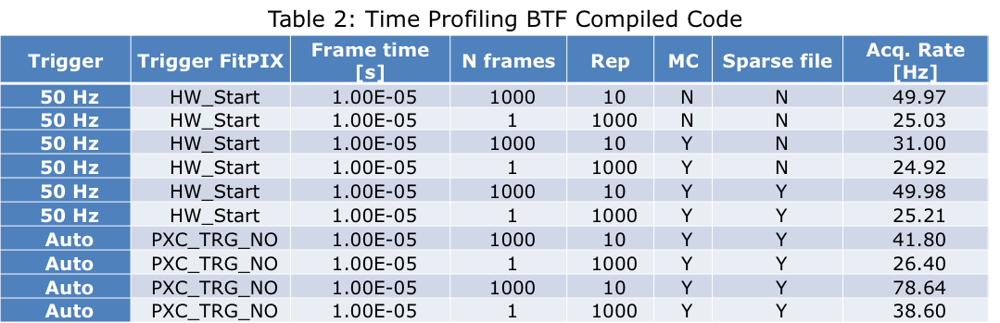 Table 2: Time Profiling BTF Compiled Code
Trigger Trigger FitPIX Frame time [s] N frames Rep MC Sparse file Acq. Rate [Hz]
50 Hz HW_Start 1.00E-05 1000 10 N N 49.97
50 Hz HW_Start 1.00E-05 1 1000 N N 25.03
50 Hz HW_Start 1.00E-05 1000 10 Y N 31.00
50 Hz HW_Start 1.00E-05 1 1000 Y N 24.92
50 Hz HW_Start 1.00E-05 1000 10 Y Y 49.98
50 Hz HW_Start 1.00E-05 1 1000 Y Y 25.21
Auto PXC_TRG_NO 1.00E-05 1000 10 Y Y 41.80
Auto PXC_TRG_NO 1.00E-05 1 1000 Y Y 26.40
Auto PXC_TRG_NO 1.00E-05 1000 10 Y Y 78.64
Auto PXC_TRG_NO 1.00E-05 1 1000 Y Y 38.60